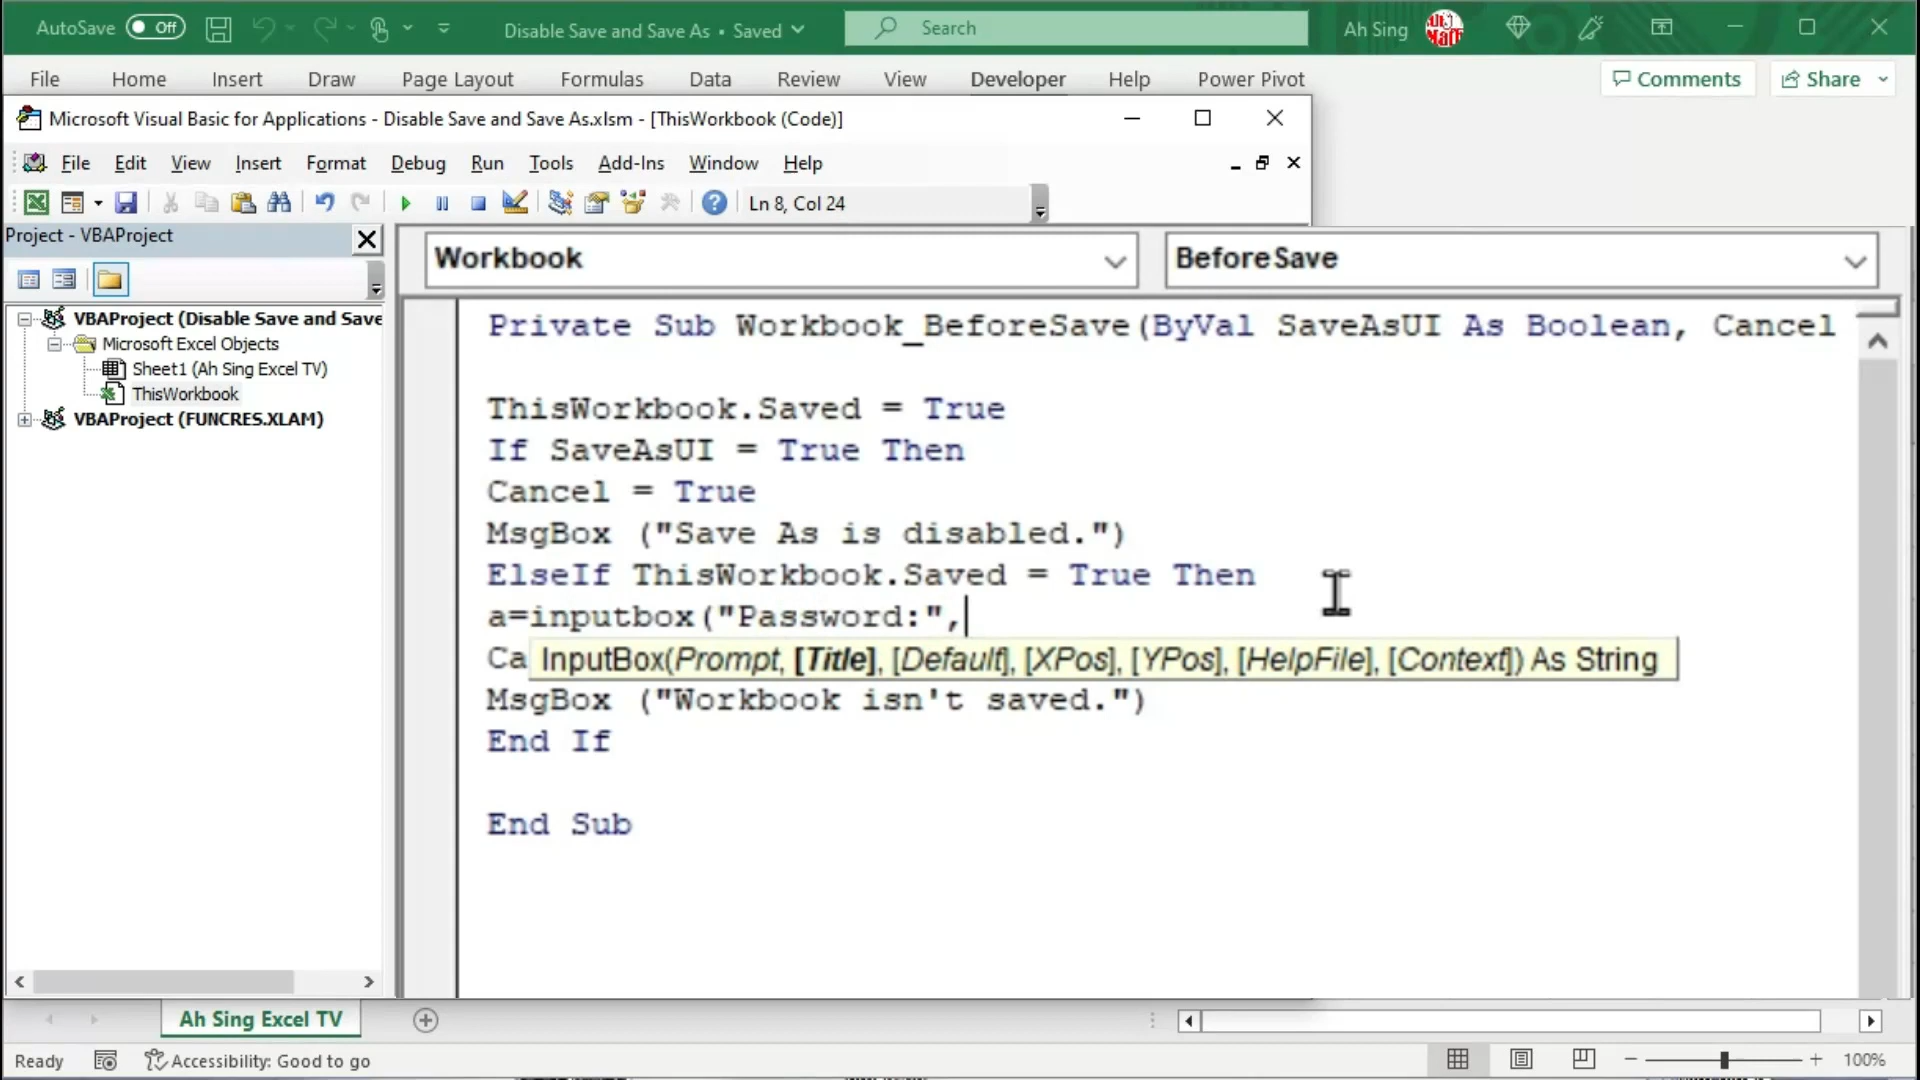 AutoSave Off Disable Save and Save As • Saved Search Ah Sing
File Home Insert Draw Page Layout Formulas Data Review View Developer Help Power Pivot Comments Share
Microsoft Visual Basic for Applications - Disable Save and Save As.xlsm - [ThisWorkbook (Code)]
File Edit View Insert Format Debug Run Tools Add-Ins Window Help
Ln 8, Col 24
Project - VBAProject
Workbook BeforeSave
VBAProject (Disable Save and Save
Microsoft Excel Objects
Sheet1 (Ah Sing Excel TV)
ThisWorkbook
VBAProject (FUNCRES.XLAM)
Private Sub Workbook_BeforeSave(ByVal SaveAsUI As Boolean, Cancel
ThisWorkbook.Saved = True
If SaveAsUI = True Then
Cancel = True
MsgBox ("Save As is disabled.")
ElseIf ThisWorkbook.Saved = True Then
a=inputbox("Password:",
Ca
InputBox(Prompt, [Title], [Default], [XPos], [YPos], [HelpFile], [Context]) As String
MsgBox ("Workbook isn't saved.")
End If
End Sub
Ah Sing Excel TV
Ready Accessibility: Good to go 100%